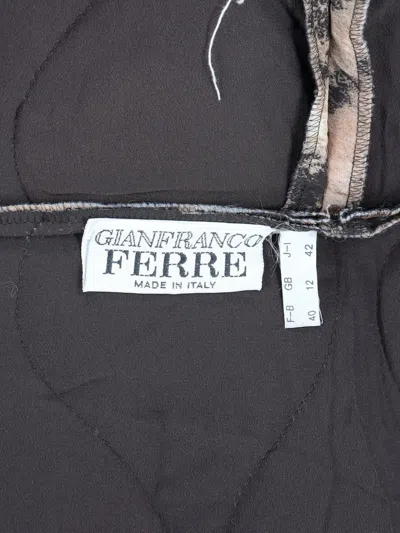 GIANFRANCO
FERRE
MADE IN ITALY
J-I 42
GB 12
F-B 40